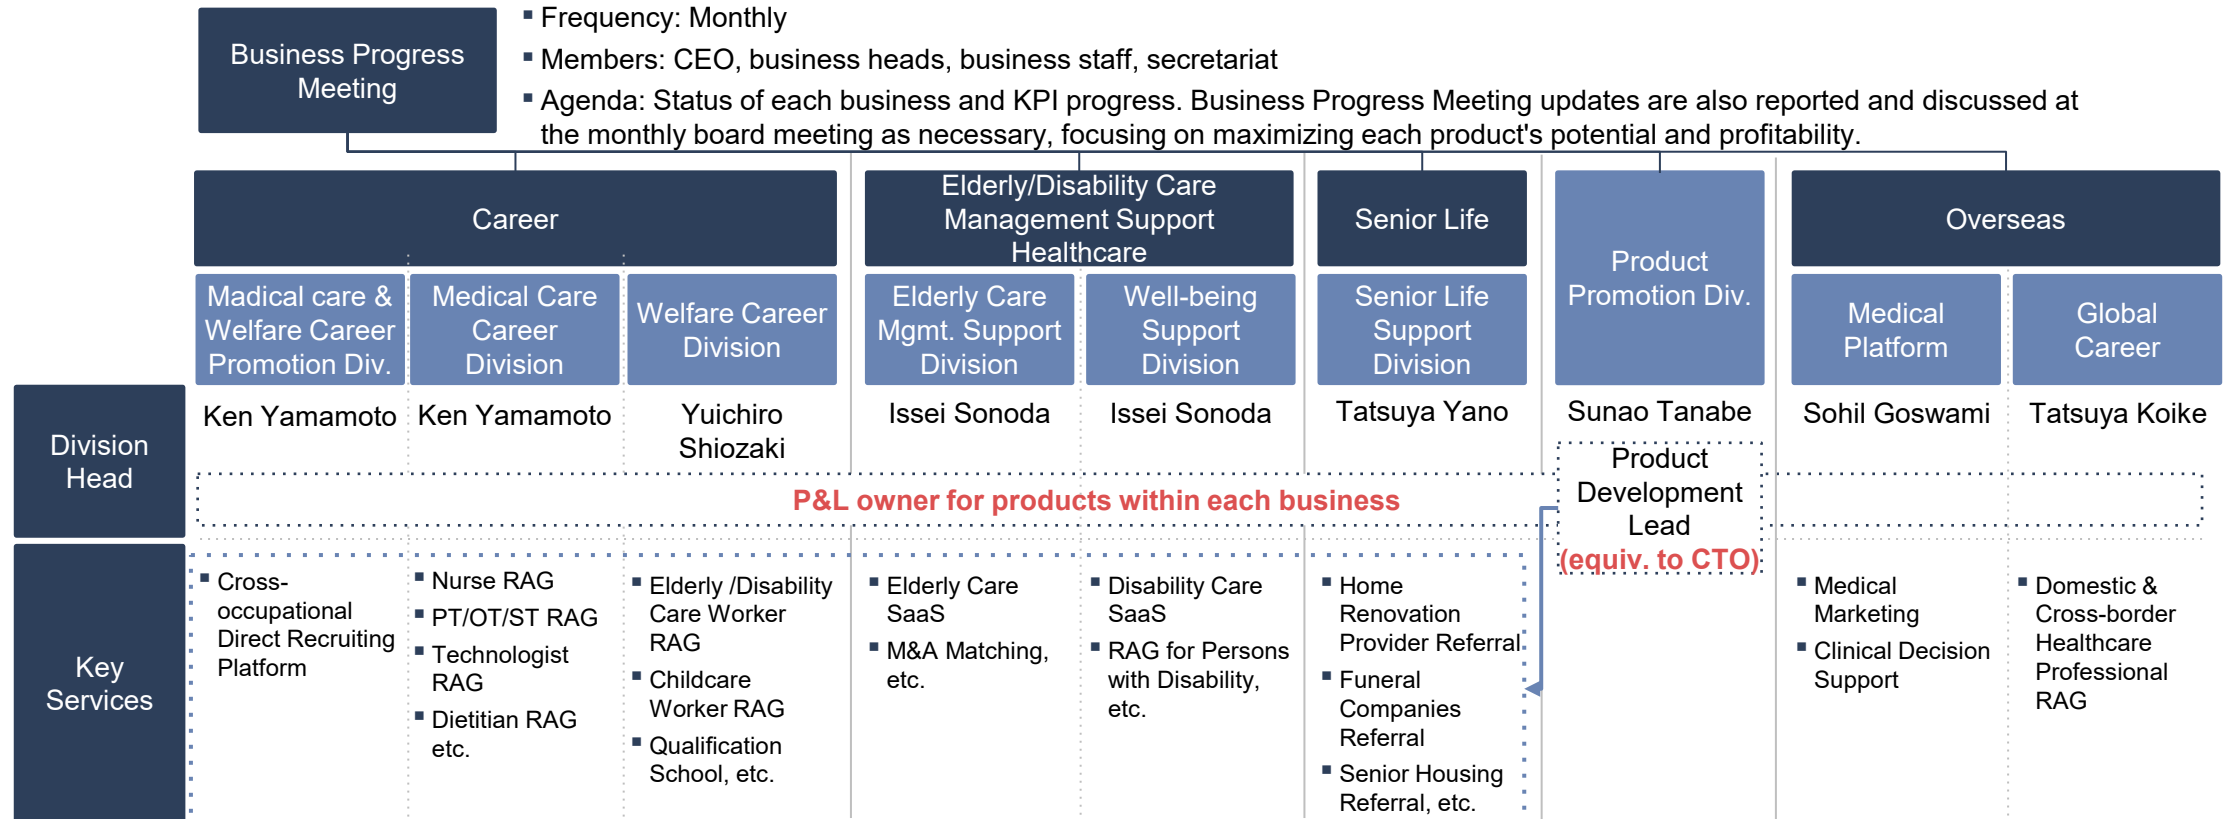 Business Progress
Meeting
▪ Frequency: Monthly
▪ Members: CEO, business heads, business staff, secretariat
▪ Agenda: Status of each business and KPI progress. Business Progress Meeting updates are also reported and discussed at
the monthly board meeting as necessary, focusing on maximizing each product's potential and profitability.
Career
Elderly/Disability Care
Management Support
Healthcare
Senior Life
Product
Promotion Div.
Overseas
Madical care &
Welfare Career
Promotion Div.
Medical Care
Career
Division
Welfare Career
Division
Elderly Care
Mgmt. Support
Division
Well-being
Support
Division
Senior Life
Support
Division
Medical
Platform
Global
Career
Division
Head
Ken Yamamoto
Ken Yamamoto
Yuichiro
Shiozaki
Issei Sonoda
Issei Sonoda
Tatsuya Yano
Sunao Tanabe
Sohil Goswami
Tatsuya Koike
P&L owner for products within each business
Product
Development
Lead
(equiv. to CTO)
Key
Services
▪ Cross-
occupational
Direct Recruiting
Platform
▪ Nurse RAG
▪ PT/OT/ST RAG
▪ Technologist
RAG
▪ Dietitian RAG
etc.
▪ Elderly /Disability
Care Worker
RAG
▪ Childcare
Worker RAG
▪ Qualification
School, etc.
▪ Elderly Care
SaaS
▪ M&A Matching,
etc.
▪ Disability Care
SaaS
▪ RAG for Persons
with Disability,
etc.
▪ Home
Renovation
Provider Referral
▪ Funeral
Companies
Referral
▪ Senior Housing
Referral, etc.
▪ Medical
Marketing
▪ Clinical Decision
Support
▪ Domestic &
Cross-border
Healthcare
Professional
RAG